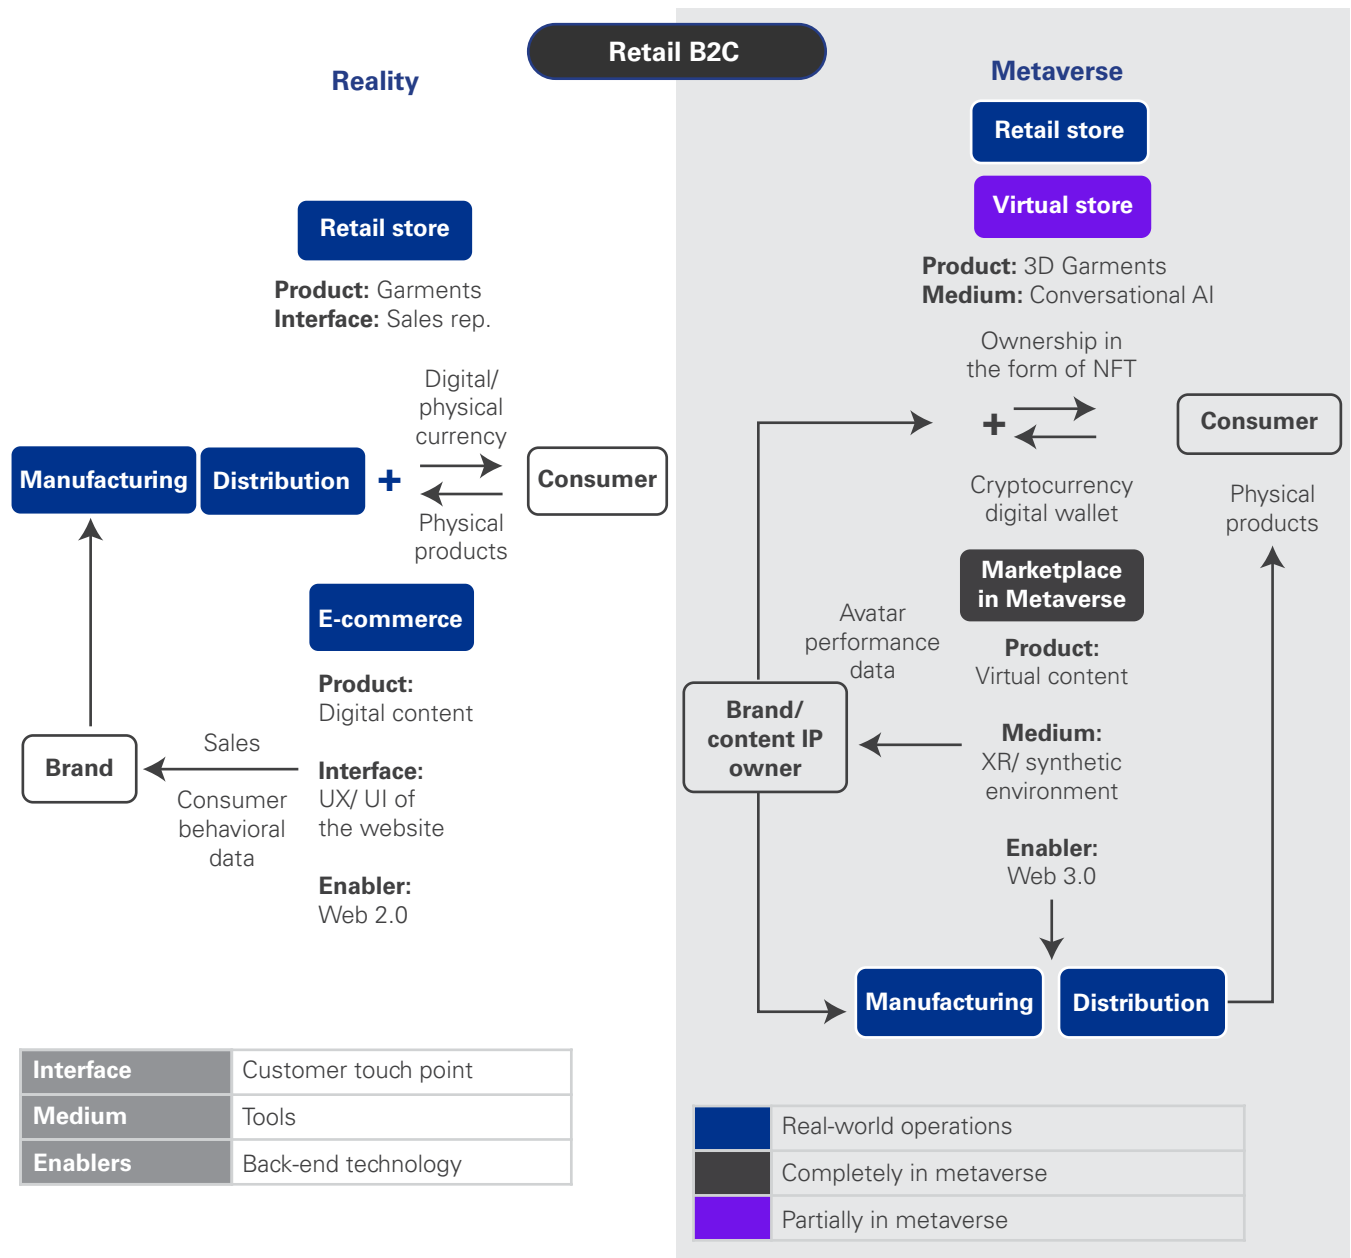 Retail B2C
Reality
Retail store
Product: Garments
Interface: Sales rep.
Digital/
physical
currency
Manufacturing
Distribution
+
Consumer
Physical
products
E-commerce
Product:
Digital content
Interface:
UX/ UI of
the website
Enabler:
Web 2.0
Brand
Sales
Consumer
behavioral
data
Interface Customer touch point
Medium Tools
Enablers Back-end technology
Metaverse
Retail store
Virtual store
Product: 3D Garments
Medium: Conversational AI
Ownership in
the form of NFT
+
Consumer
Cryptocurrency
digital wallet
Physical
products
Marketplace
in Metaverse
Avatar
performance
data
Product:
Virtual content
Brand/
content IP
owner
Medium:
XR/ synthetic
environment
Enabler:
Web 3.0
Manufacturing
Distribution
Real-world operations
Completely in metaverse
Partially in metaverse